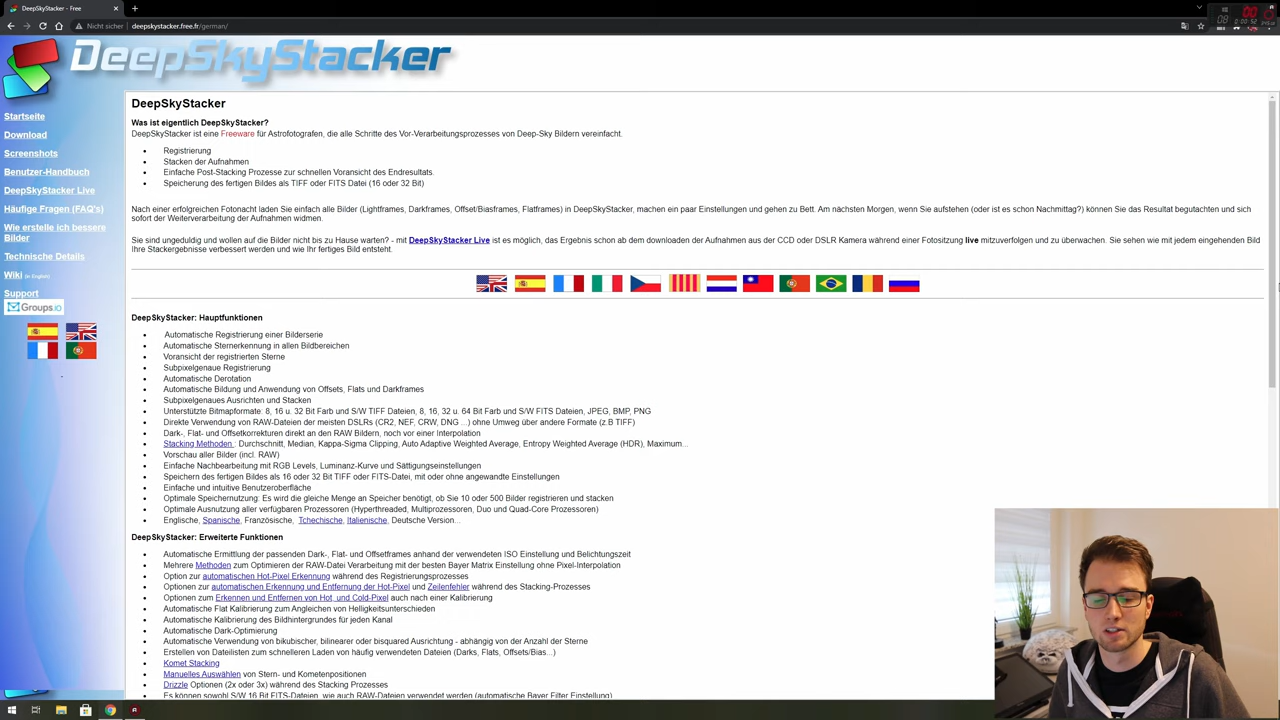 DeepSkyStacker - Free
Nicht sicher
deepskystacker.free.fr/german/
DeepSkyStacker
Startseite
Download
Screenshots
Benutzer-Handbuch
DeepSkyStacker Live
Häufige Fragen (FAQ's)
Wie erstelle ich bessere
Bilder
Technische Details
Wiki (in English)
Support
Groups.io
DeepSkyStacker
Was ist eigentlich DeepSkyStacker?
DeepSkyStacker ist eine Freeware für Astrofotografen, die alle Schritte des Vor-Verarbeitungsprozesses von Deep-Sky Bildern vereinfacht.
Registrierung
Stacken der Aufnahmen
Einfache Post-Stacking Prozesse zur schnellen Voransicht des Endresultats.
Speicherung des fertigen Bildes als TIFF oder FITS Datei (16 oder 32 Bit)
Nach einer erfolgreichen Fotonacht laden Sie einfach alle Bilder (Lightframes, Darkframes, Offset/Biasframes, Flatframes) in DeepSkyStacker, machen ein paar Einstellungen und gehen zu Bett. Am nächsten Morgen, wenn Sie aufstehen (oder ist es schon Nachmittag?) können Sie das Resultat begutachten und sich
sofort der Weiterverarbeitung der Aufnahmen widmen.
Sie sind ungeduldig und wollen auf die Bilder nicht bis zu Hause warten? - mit DeepSkyStacker Live ist es möglich, das Ergebnis schon ab dem downloaden der Aufnahmen aus der CCD oder DSLR Kamera während einer Fotositzung live mitzuverfolgen und zu überwachen. Sie sehen wie mit jedem eingehenden Bild
Ihre Stackergebnisse verbessert werden und wie Ihr fertiges Bild aussieht.
DeepSkyStacker: Hauptfunktionen
Automatische Registrierung einer Bilderserie
Automatische Sternerkennung in allen Bildbereichen
Voransicht der registrierten Sterne
Subpixelgenaue Registrierung
Automatische Derotation
Automatische Bildung und Anwendung von Offsets, Flats und Darkframes
Subpixelgenaues Ausrichten und Stacken
Unterstützte Bitmapformate: 8, 16 u. 32 Bit Farb und S/W TIFF Dateien, 8, 16, 32 u. 64 Bit Farb und S/W FITS Dateien, JPEG, BMP, PNG
Direkte Verwendung von RAW-Dateien der meisten DSLRs (CR2, NEF, CRW, DNG ...) ohne Umweg über andere Formate (z.B TIFF)
Dark-, Flat- und Offsetkorrekturen direkt an den RAW Bildern, noch vor einer Interpolation
Stacking Methoden : Durchschnitt, Median, Kappa-Sigma Clipping, Auto Adaptive Weighted Average, Entropy Weighted Average (HDR), Maximum...
Vorschau aller Bilder (incl. RAW)
Einfache Nachbearbeitung mit RGB Levels, Luminanz-Kurve und Sättigungseinstellungen
Speichern des fertigen Bildes als 16 oder 32 Bit TIFF oder FITS-Datei, mit oder ohne angewandte Einstellungen
Einfache und intuitive Benutzeroberfläche
Optimale Speichernutzung: Es wird die gleiche Menge an Speicher benötigt, ob Sie 10 oder 500 Bilder registrieren und stacken
Optimale Ausnutzung aller verfügbaren Prozessoren (Hyperthreaded, Multiprozessoren, Duo und Quad-Core Prozessoren)
Englische, Spanische, Französische, Tchechische, Italienische, Deutsche Version...
DeepSkyStacker: Erweiterte Funktionen
Automatische Ermittlung der passenden Dark-, Flat- und Offsetframes anhand der verwendeten ISO Einstellung und Belichtungszeit
Mehrere Methoden zum Optimieren der RAW-Datei Verarbeitung mit der besten Bayer Matrix Einstellung ohne Pixel-Interpolation
Option zur automatischen Hot-Pixel Erkennung während des Registrierungsprozesses
Optionen zur automatischen Erkennung und Entfernung der Hot-Pixel und Zeilenfehler während des Stacking-Prozesses
Optionen zum Erkennen und Entfernen von Hot, und Cold-Pixel auch nach einer Kalibrierung
Automatische Flat Kalibrierung zum Angleichen von Helligkeitsunterschieden
Automatische Kalibration des Bildhintergrundes für jeden Kanal
Automatische Dark-Optimierung
Automatische Verwendung von bikubischer, bilinearer oder bisquared Ausrichtung - abhängig von der Anzahl der Sterne
Erstellen von Dateilisten zum schnelleren Laden von häufig verwendeten Dateien (Darks, Flats, Offsets/Bias...)
Komet Stacking
Manuelles Auswählen von Stern- und Kometenpositionen
Drizzle Optionen (2x oder 3x) während des Stacking Prozesses
Es können sowohl S/W 16 Bit FITS-Dateien, wie auch RAW-Dateien verwendet werden (automatische Bayer Filter Einstellung)